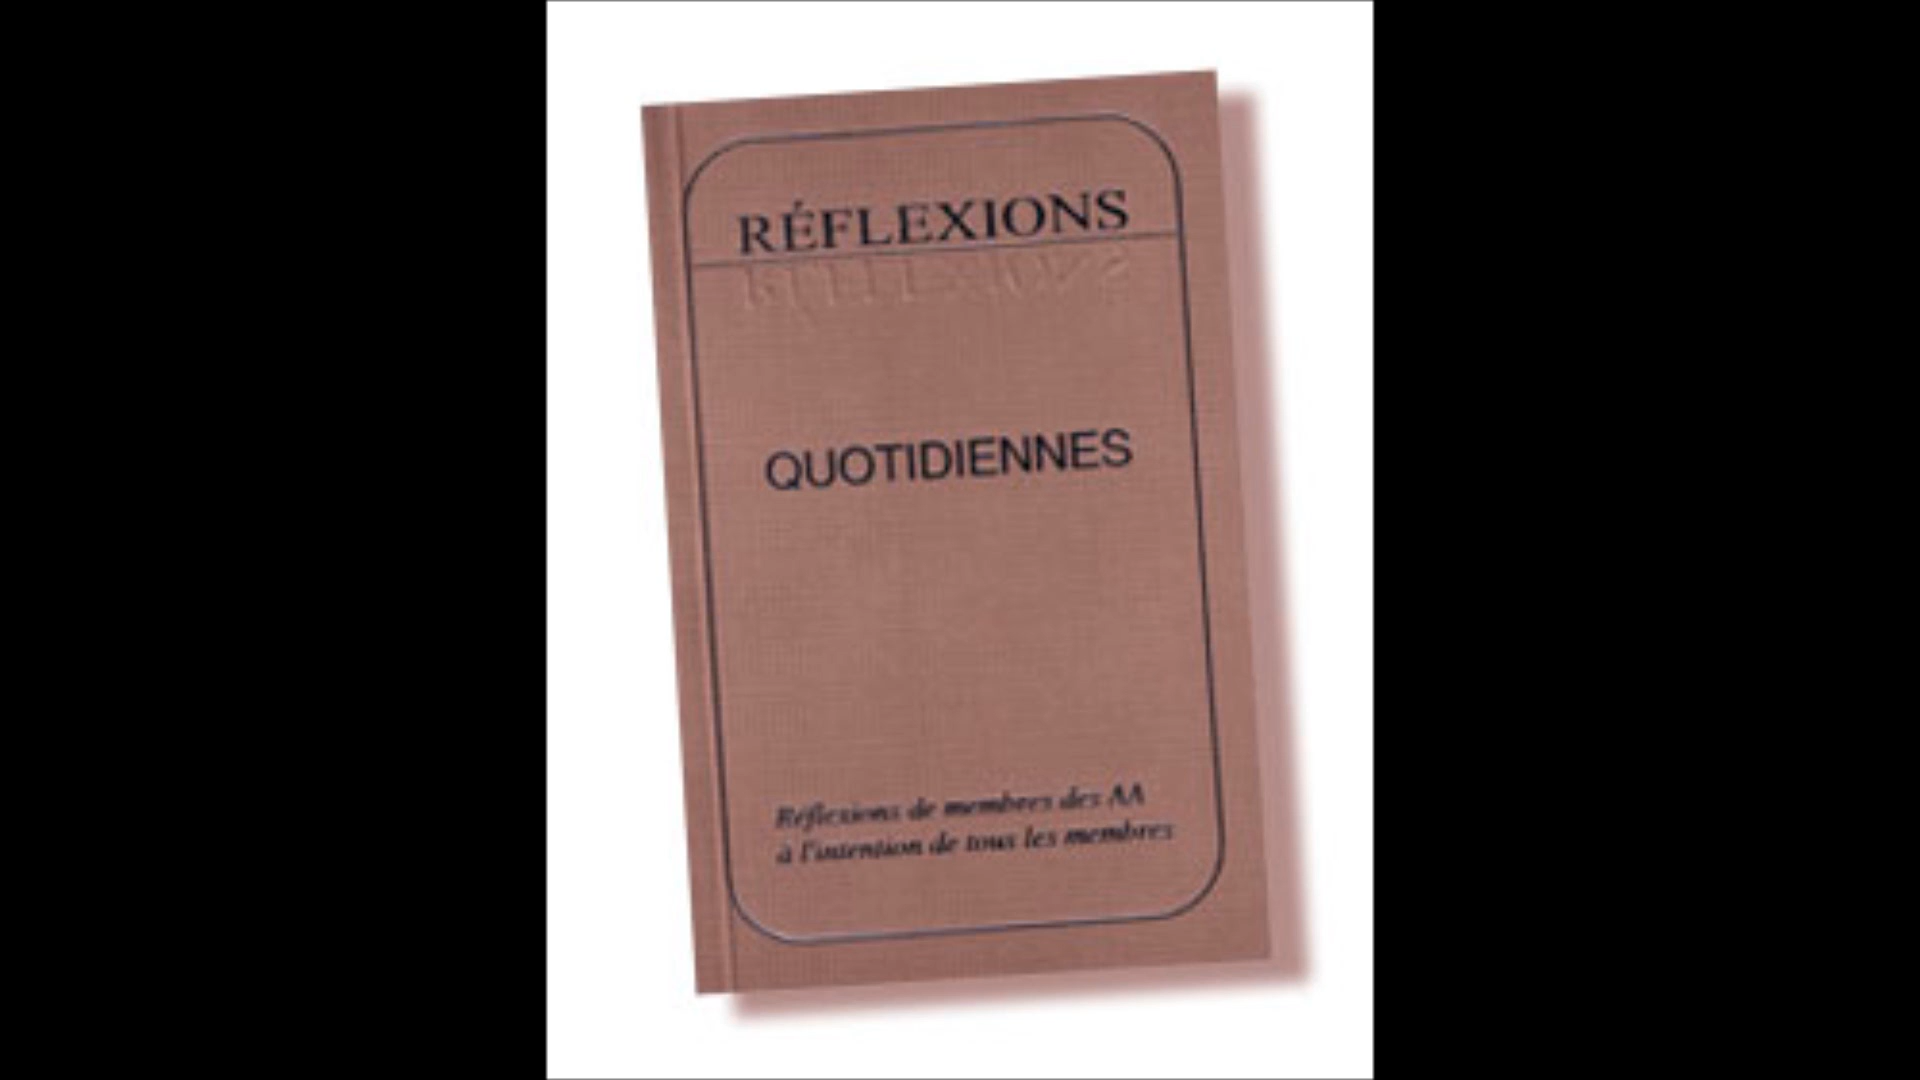 RÉFLEXIONS
QUOTIDIENNES
Réflexions de membres des AA
à l'intention de tous les membres